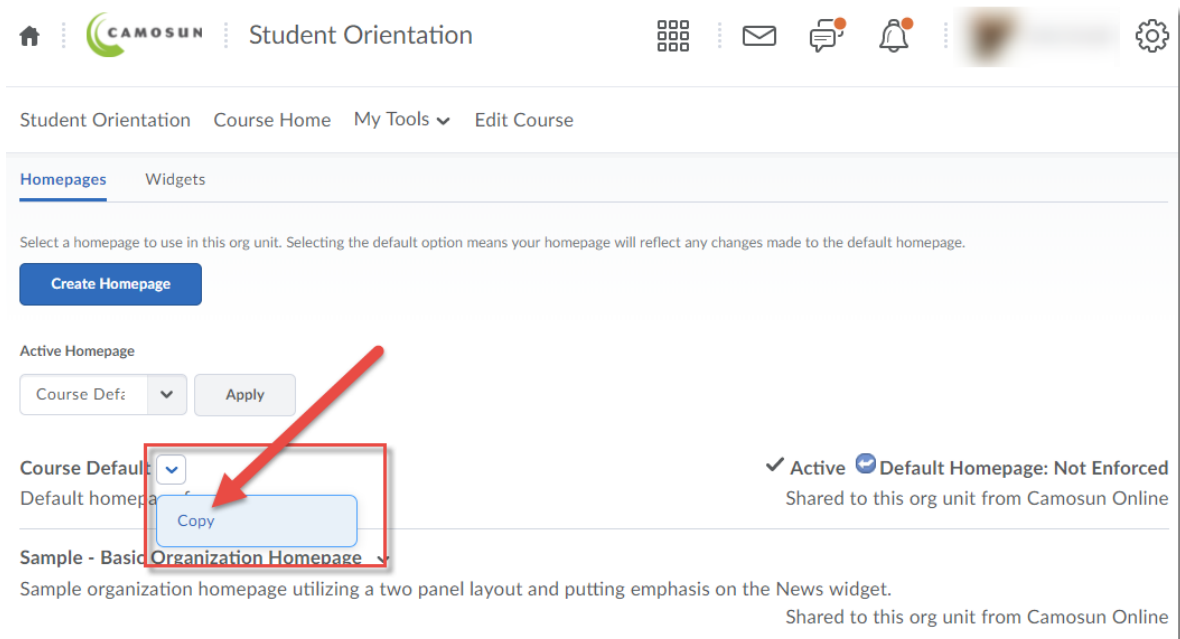 CAMOSUN Student Orientation
Student Orientation Course Home My Tools Edit Course
Homepages Widgets
Select a homepage to use in this org unit. Selecting the default option means your homepage will reflect any changes made to the default homepage.
Create Homepage
Active Homepage
Course Defa Apply
Course Default Active Default Homepage: Not Enforced
Default homepa Shared to this org unit from Camosun Online
Copy
Sample - Basic Organization Homepage
Sample organization homepage utilizing a two panel layout and putting emphasis on the News widget.
Shared to this org unit from Camosun Online